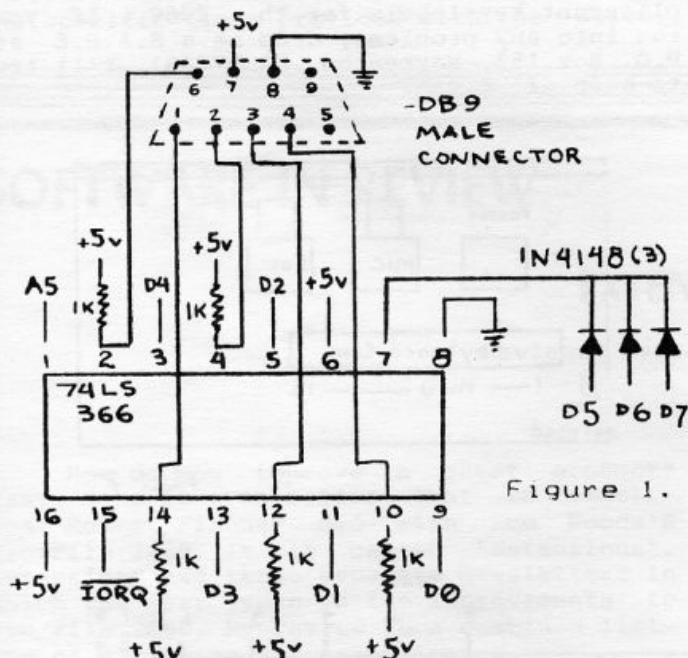 +5v
6 7 8 9
1 2 3 4 5
DB9
MALE
CONNECTOR
+5v +5v
1N4148(3)
A5 1K D4 1K D2 +5v
1 2 3 4 5 6 7 8
74LS
366
D5 D6 D7
Figure 1.
16 15 14 13 12 11 10 9
+5v IORQ 1K D3 1K D1 1K D0
+5v +5v +5v